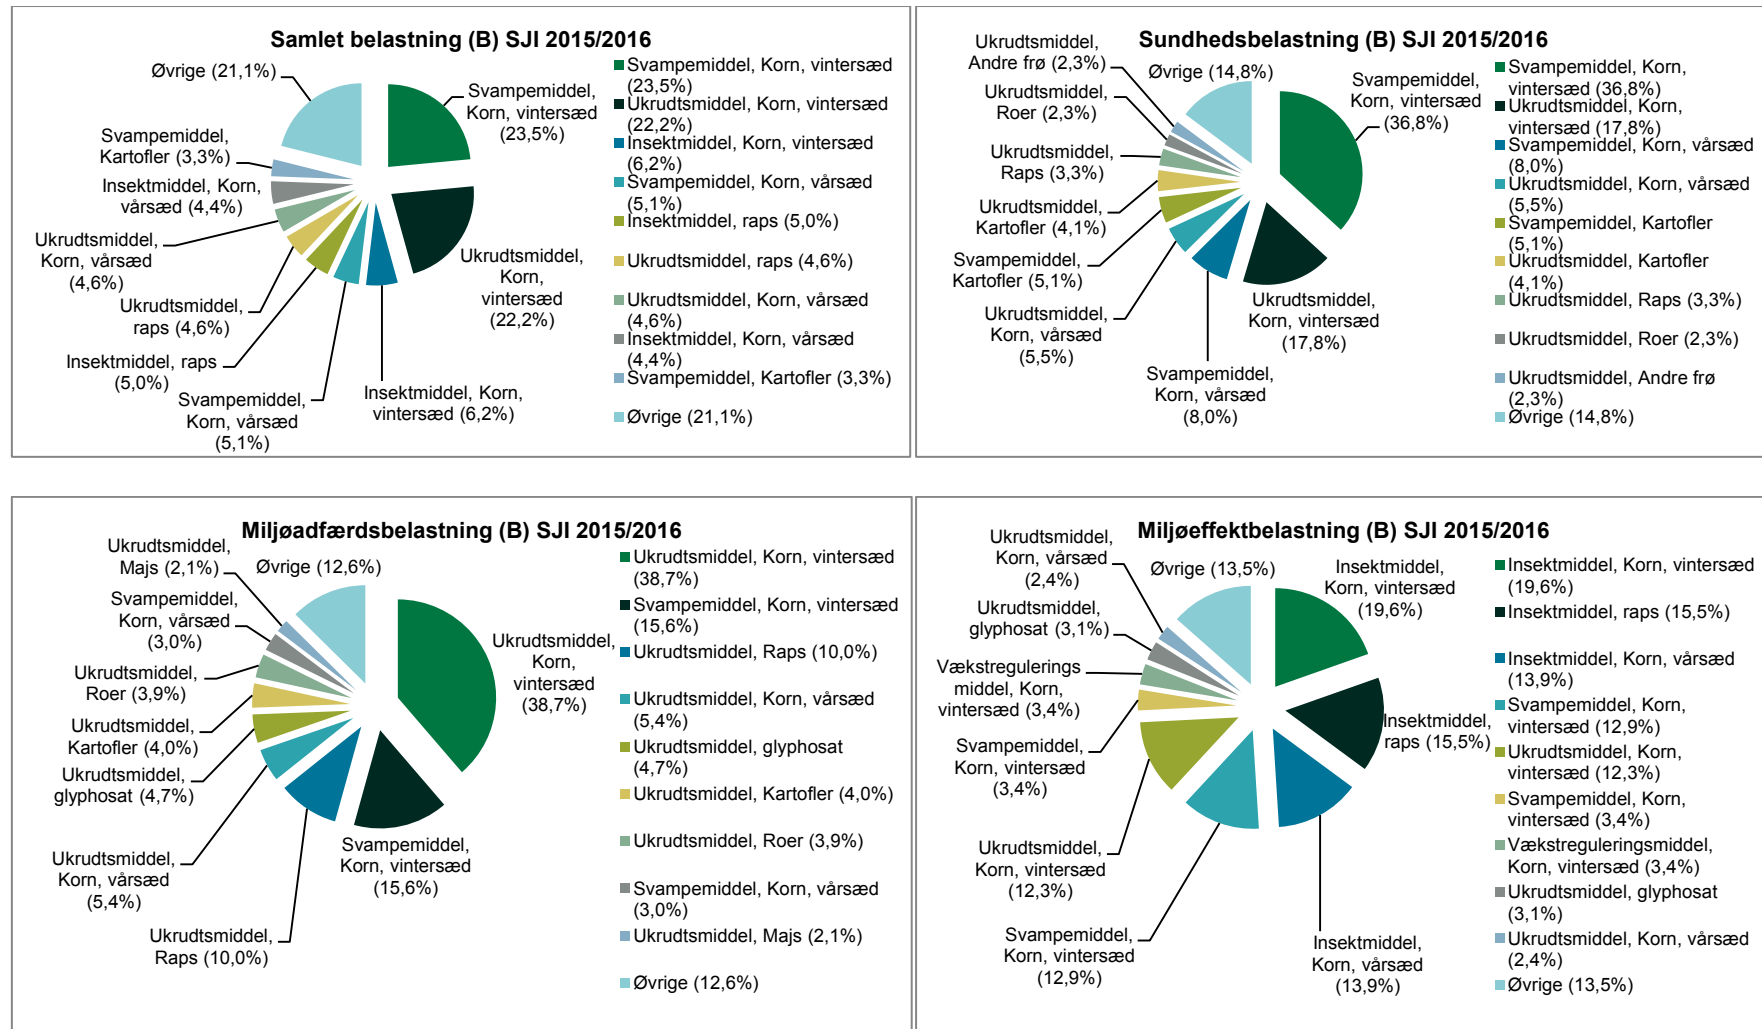 Samlet belastning (B) SJI 2015/2016
Øvrige (21,1%)
Svampemiddel,
Korn, vintersæd
(23,5%)
Svampemiddel,
Kartofler (3,3%)
Insektmiddel, Korn,
vårsæd (4,4%)
Ukrudtsmiddel,
Korn, vårsæd
(4,6%)
Ukrudtsmiddel,
raps (4,6%)
Insektmiddel, raps
(5,0%)
Svampemiddel,
Korn, vårsæd
(5,1%)
Insektmiddel, Korn,
vintersæd (6,2%)
Ukrudtsmiddel,
Korn,
vintersæd
(22,2%)
Svampemiddel, Korn, vintersæd
(23,5%)
Ukrudtsmiddel, Korn, vintersæd
(22,2%)
Insektmiddel, Korn, vintersæd
(6,2%)
Svampemiddel, Korn, vårsæd
(5,1%)
Insektmiddel, raps (5,0%)
Ukrudtsmiddel, raps (4,6%)
Ukrudtsmiddel, Korn, vårsæd
(4,6%)
Insektmiddel, Korn, vårsæd
(4,4%)
Svampemiddel, Kartofler (3,3%)
Øvrige (21,1%)
Sundhedsbelastning (B) SJI 2015/2016
Ukrudtsmiddel,
Andre frø (2,3%)
Øvrige (14,8%)
Svampemiddel,
Korn, vintersæd
(36,8%)
Ukrudtsmiddel,
Roer (2,3%)
Ukrudtsmiddel,
Raps (3,3%)
Ukrudtsmiddel,
Kartofler (4,1%)
Svampemiddel,
Kartofler (5,1%)
Ukrudtsmiddel,
Korn, vårsæd
(5,5%)
Svampemiddel,
Korn, vårsæd
(8,0%)
Ukrudtsmiddel,
Korn, vintersæd
(17,8%)
Svampemiddel, Korn,
vintersæd (36,8%)
Ukrudtsmiddel, Korn,
vintersæd (17,8%)
Svampemiddel, Korn, vårsæd
(8,0%)
Ukrudtsmiddel, Korn, vårsæd
(5,5%)
Svampemiddel, Kartofler
(5,1%)
Ukrudtsmiddel, Kartofler
(4,1%)
Ukrudtsmiddel, Raps (3,3%)
Ukrudtsmiddel, Roer (2,3%)
Ukrudtsmiddel, Andre frø
(2,3%)
Øvrige (14,8%)
Miljøadfærdsbelastning (B) SJI 2015/2016
Ukrudtsmiddel,
Majs (2,1%)
Øvrige (12,6%)
Svampemiddel,
Korn, vårsæd
(3,0%)
Ukrudtsmiddel,
Roer (3,9%)
Ukrudtsmiddel,
Kartofler (4,0%)
Ukrudtsmiddel,
glyphosat (4,7%)
Ukrudtsmiddel,
Korn, vårsæd
(5,4%)
Ukrudtsmiddel,
Raps (10,0%)
Svampemiddel,
Korn, vintersæd
(15,6%)
Ukrudtsmiddel,
Korn,
vintersæd
(38,7%)
Ukrudtsmiddel, Korn, vintersæd
(38,7%)
Svampemiddel, Korn, vintersæd
(15,6%)
Ukrudtsmiddel, Raps (10,0%)
Ukrudtsmiddel, Korn, vårsæd
(5,4%)
Ukrudtsmiddel, glyphosat
(4,7%)
Ukrudtsmiddel, Kartofler (4,0%)
Ukrudtsmiddel, Roer (3,9%)
Svampemiddel, Korn, vårsæd
(3,0%)
Ukrudtsmiddel, Majs (2,1%)
Øvrige (12,6%)
Miljøeffektbelastning (B) SJI 2015/2016
Ukrudtsmiddel,
Korn, vårsæd
(2,4%)
Øvrige (13,5%)
Insektmiddel,
Korn, vintersæd
(19,6%)
Ukrudtsmiddel,
glyphosat (3,1%)
Vækstregulerings
middel, Korn,
vintersæd (3,4%)
Svampemiddel,
Korn, vintersæd
(3,4%)
Ukrudtsmiddel,
Korn, vintersæd
(12,3%)
Svampemiddel,
Korn, vintersæd
(12,9%)
Insektmiddel,
Korn, vårsæd
(13,9%)
Insektmiddel,
raps (15,5%)
Insektmiddel, Korn, vintersæd
(19,6%)
Insektmiddel, raps (15,5%)
Insektmiddel, Korn, vårsæd
(13,9%)
Svampemiddel, Korn,
vintersæd (12,9%)
Ukrudtsmiddel, Korn,
vintersæd (12,3%)
Svampemiddel, Korn,
vintersæd (3,4%)
Vækstreguleringsmiddel,
Korn, vintersæd (3,4%)
Ukrudtsmiddel, glyphosat
(3,1%)
Ukrudtsmiddel, Korn, vårsæd
(2,4%)
Øvrige (13,5%)